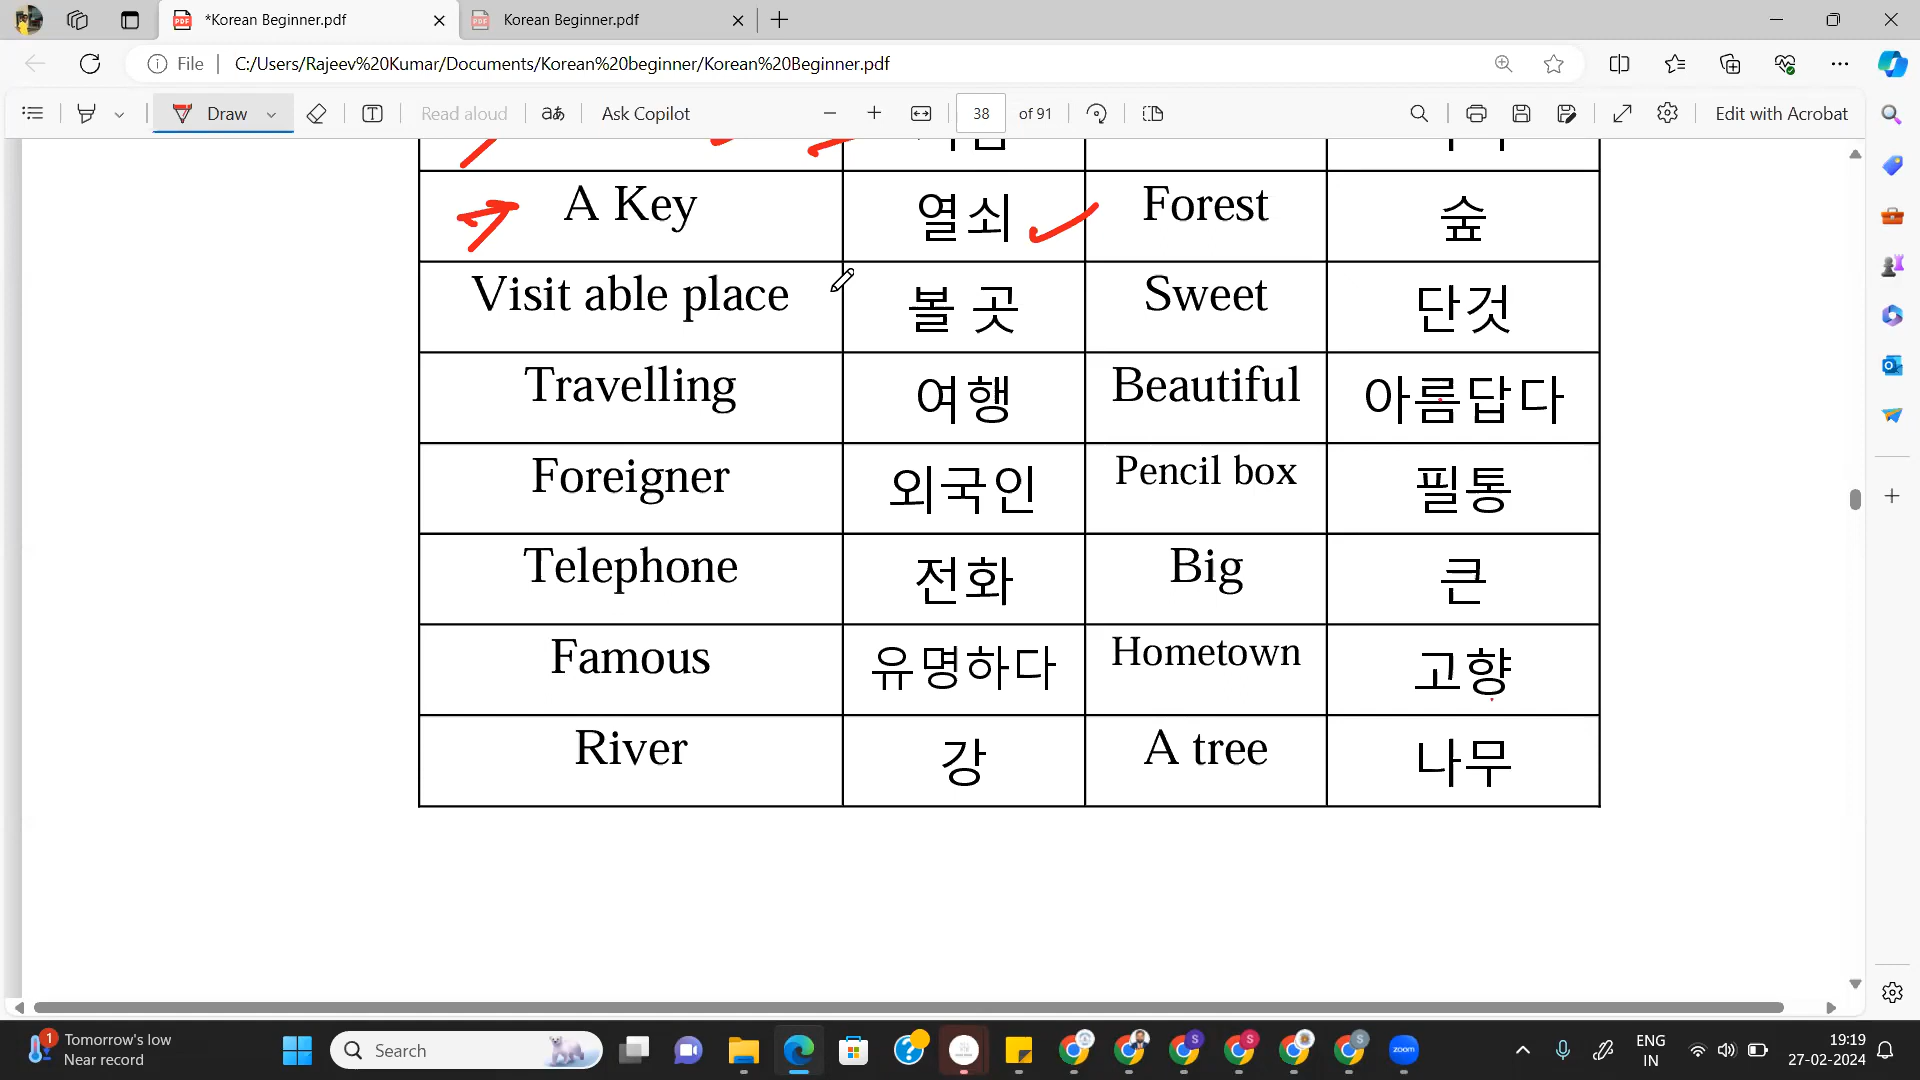 *Korean Beginner.pdf
Korean Beginner.pdf
File
C:/Users/Rajeev%20Kumar/Documents/Korean%20beginner/Korean%20Beginner.pdf
Draw
Read aloud
aあ
Ask Copilot
38
of 91
Edit with Acrobat
A Key 열쇠 Forest 숲
Visit able place 볼 곳 Sweet 단것
Travelling 여행 Beautiful 아름답다
Foreigner 외국인 Pencil box 필통
Telephone 전화 Big 큰
Famous 유명하다 Hometown 고향
River 강 A tree 나무
1
Tomorrow's low
Near record
Search
S
S
S
zoom
ENG
IN
19:19
27-02-2024